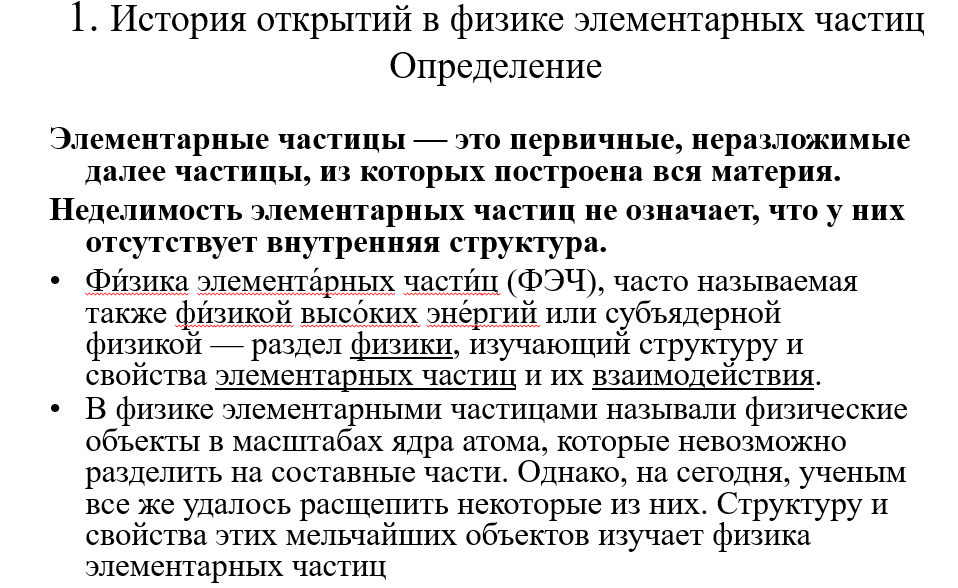 1. История открытий в физике элементарных частиц
Определение
Элементарные частицы — это первичные, неразложимые
далее частицы, из которых построена вся материя.
Неделимость элементарных частиц не означает, что у них
отсутствует внутренняя структура.
• Фи́зика элемента́рных части́ц (ФЭЧ), часто называемая
также фи́зикой высо́ких эне́ргий или субъядерной
физикой — раздел физики, изучающий структуру и
свойства элементарных частиц и их взаимодействия.
• В физике элементарными частицами называли физические
объекты в масштабах ядра атома, которые невозможно
разделить на составные части. Однако, на сегодня, ученым
все же удалось расщепить некоторые из них. Структуру и
свойства этих мельчайших объектов изучает физика
элементарных частиц